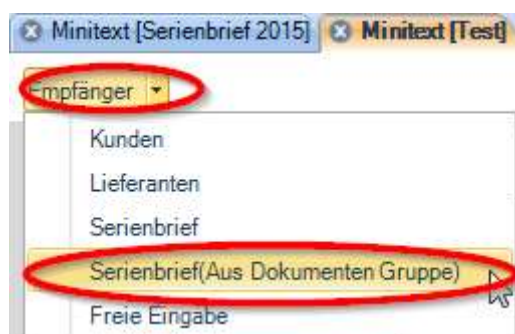 Minitext [Serienbrief 2015] Minitext [Test]
Empfänger
Kunden
Lieferanten
Serienbrief
Serienbrief(Aus Dokumenten Gruppe)
Freie Eingabe